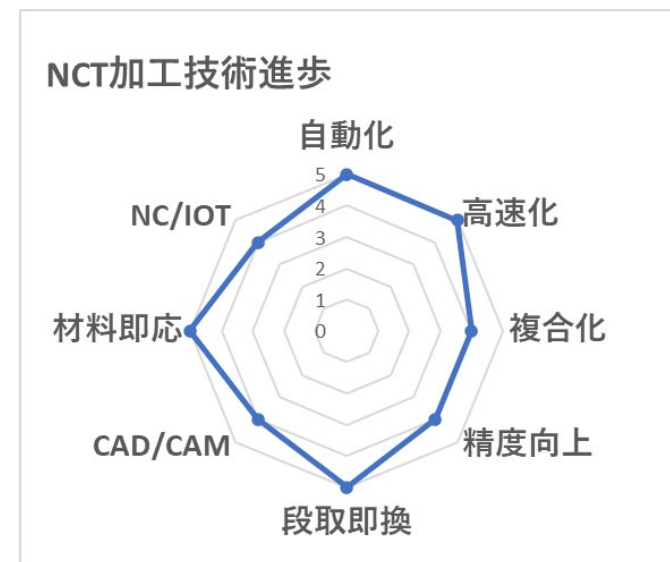 NCT加工技術進歩
自動化
5
高速化
NC/IOT
4
3
2
1
材料即応
0
複合化
CAD/CAM
精度向上
段取即換